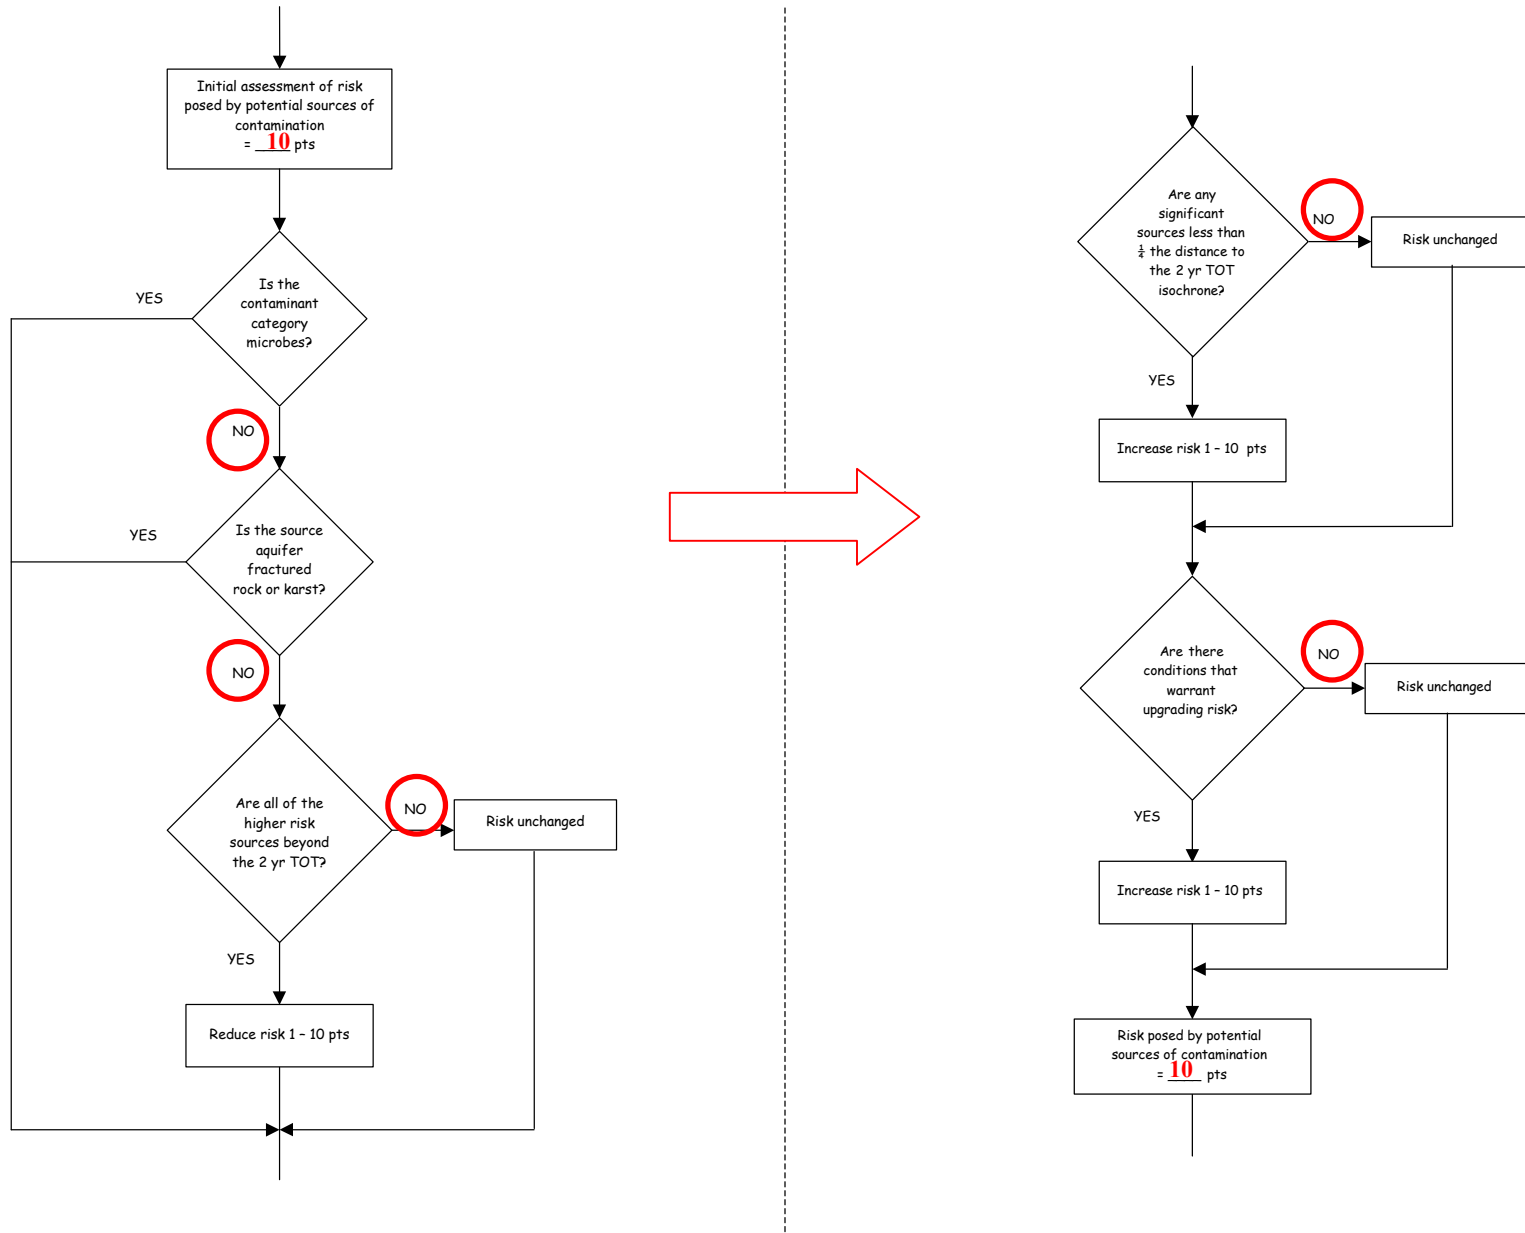 Initial assessment of risk
posed by potential sources of
contamination
= 10 pts
Is the
contaminant
category
microbes?
YES
NO
Is the source
aquifer
fractured
rock or karst?
YES
NO
Are all of the
higher risk
sources beyond
the 2 yr TOT?
NO
Risk unchanged
YES
Reduce risk 1 – 10 pts
Are any
significant
sources less than
¼ the distance to
the 2 yr TOT
isochrone?
NO
Risk unchanged
YES
Increase risk 1 – 10 pts
Are there
conditions that
warrant
upgrading risk?
NO
Risk unchanged
YES
Increase risk 1 – 10 pts
Risk posed by potential
sources of contamination
= 10 pts